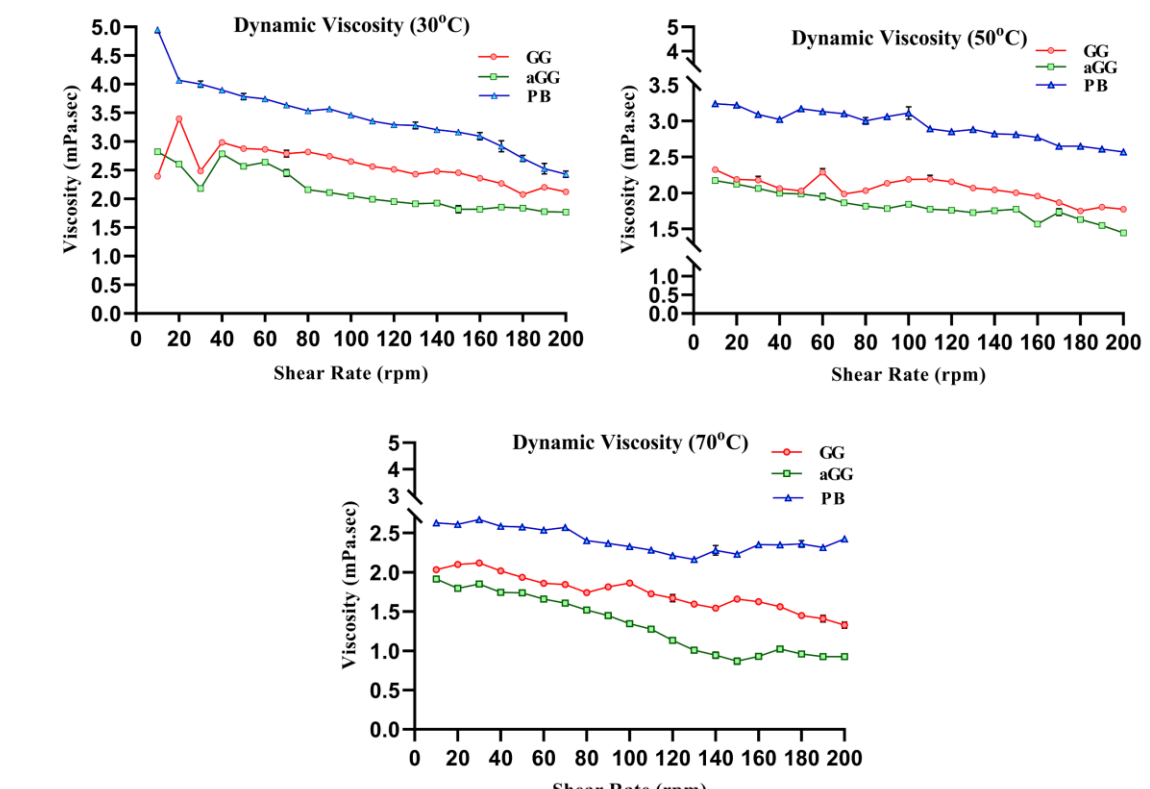 Dynamic Viscosity (30°C)
GG
aGG
PB
Viscosity (mPa.sec)
5.0
4.5
4.0
3.5
3.0
2.5
2.0
1.5
1.0
0.5
0.0
0 20 40 60 80 100 120 140 160 180 200
Shear Rate (rpm)
Dynamic Viscosity (50°C)
GG
aGG
PB
Viscosity (mPa.sec)
5
4
3.5
3.0
2.5
2.0
1.5
1.0
0.5
0.0
0 20 40 60 80 100 120 140 160 180 200
Shear Rate (rpm)
Dynamic Viscosity (70°C)
GG
aGG
PB
Viscosity (mPa.sec)
5
4
3
2.5
2.0
1.5
1.0
0.5
0.0
0 20 40 60 80 100 120 140 160 180 200
Shear Rate (rpm)